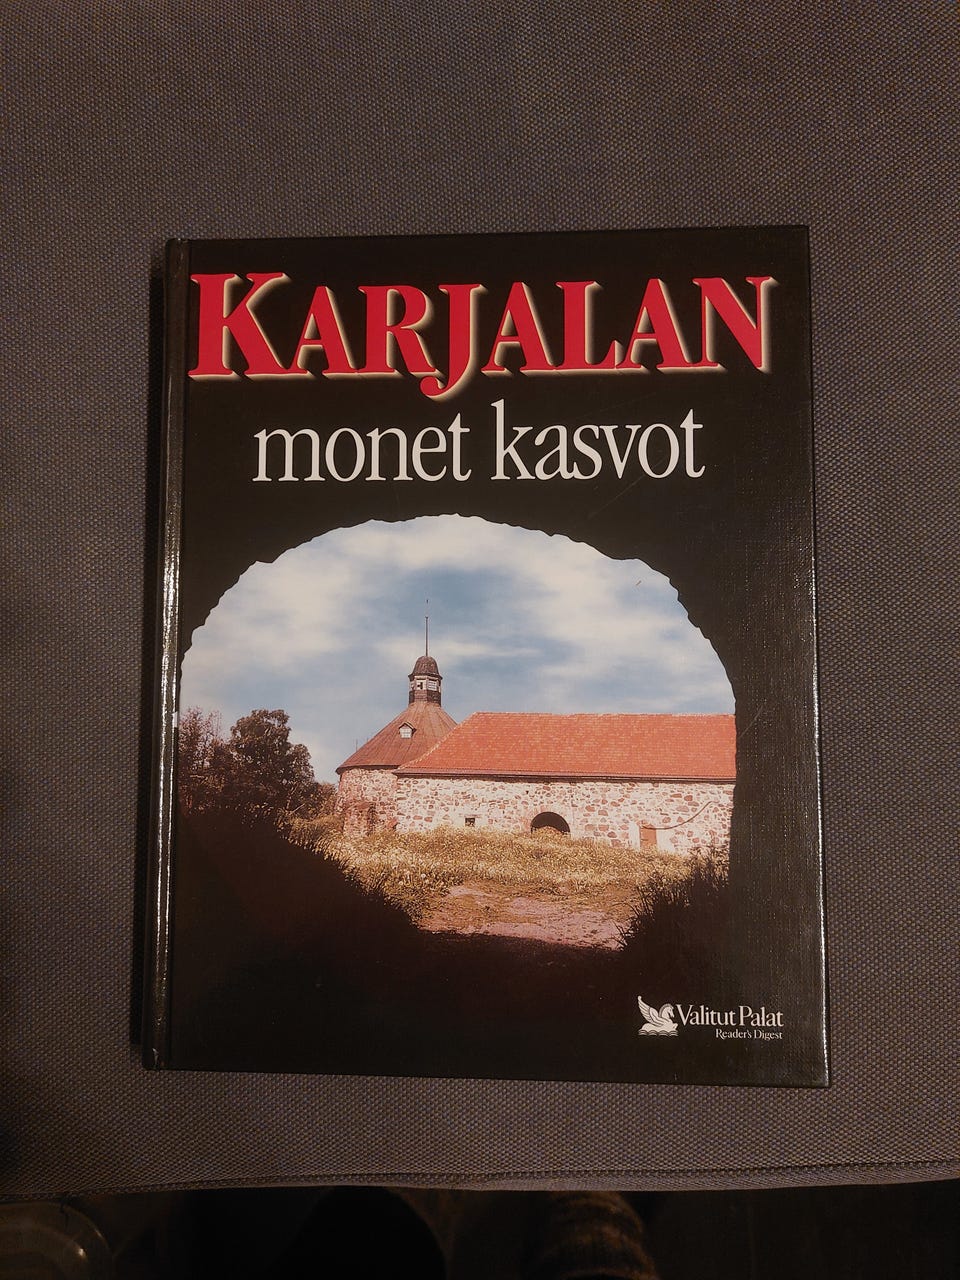 KARJALAN
monet kasvot
Valitut Palat
Reader's Digest